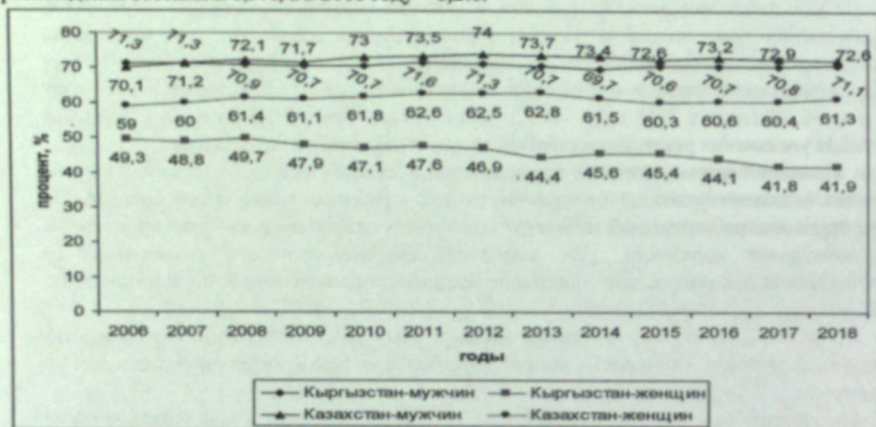 80
71,3 71,3 72,1 71,7 73 73,5 74 73,7 73,4 72,6 73,2 72,9 72,6
70
70,1 71,2 70,9 70,7 70,7 71,6 71,3 70,7 69,7 70,6 70,7 70,8 71,1
60
59 60 61,4 61,1 61,8 62,6 62,5 62,8 61,5 60,3 60,6 60,4 61,3
50
49,3 48,8 49,7 47,9 47,1 47,6 46,9 44,4 45,6 45,4 44,1 41,8 41,9
40
30
20
10
0
процент, %
2006 2007 2008 2009 2010 2011 2012 2013 2014 2015 2016 2017 2018
годы
Кыргызстан-мужчин Кыргызстан-женщин
Казахстан-мужчин Казахстан-женщин